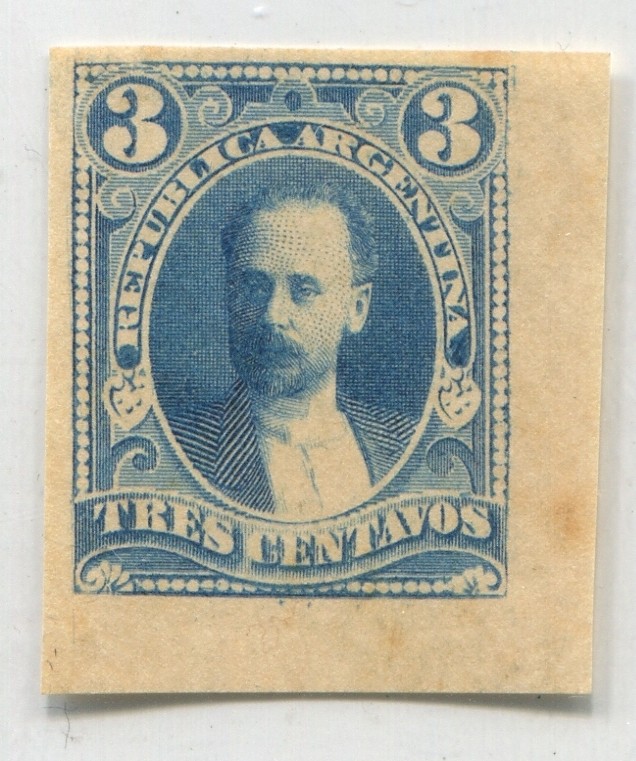 3 3
REPUBLICA ARGENTINA
TRES CENTAVOS